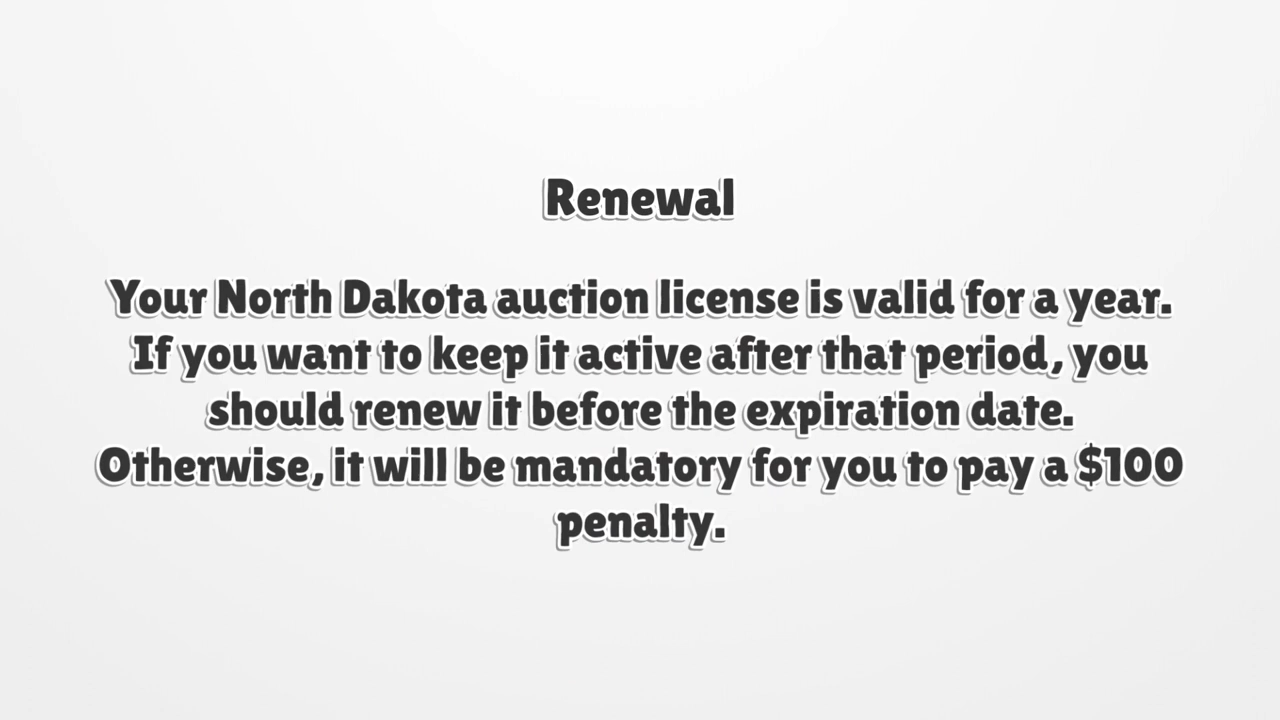 Renewal
Your North Dakota auction license is valid for a year.
If you want to keep it active after that period, you
should renew it before the expiration date.
Otherwise, it will be mandatory for you to pay a $100
penalty.